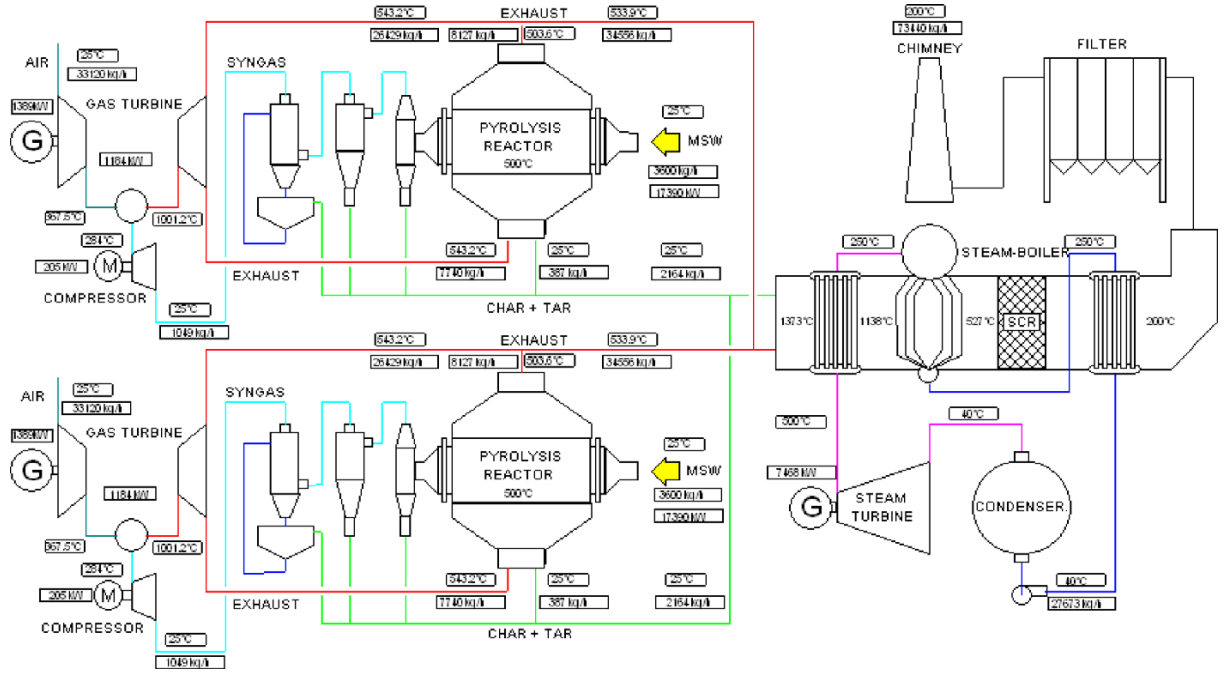 543.2°C
EXHAUST
533.9°C
26429 kg/h
8127 kg/h
503.6°C
34556 kg/h
200°C
73440 kg/h
CHIMNEY
FILTER
25°C
AIR
33120 kg/h
SYNGAS
1389kW
GAS TURBINE
G
25°C
PYROLYSIS
REACTOR
500°C
MSW
1184 kW
3600 kg/h
17390 kW
367.5°C
1001.2°C
284°C
205 kW
M
543.2°C
25°C
25°C
EXHAUST
7740 kg/h
387 kg/h
2164 kg/h
COMPRESSOR
25°C
1049 kg/h
CHAR + TAR
250°C
STEAM-BOILER
250°C
1373°C
1138°C
527°C
SCR
200°C
543.2°C
EXHAUST
533.9°C
26429 kg/h
8127 kg/h
503.6°C
34556 kg/h
25°C
AIR
33120 kg/h
SYNGAS
1389kW
GAS TURBINE
G
25°C
PYROLYSIS
REACTOR
500°C
MSW
1184 kW
3600 kg/h
17390 kW
367.5°C
1001.2°C
284°C
205 kW
M
543.2°C
25°C
25°C
EXHAUST
7740 kg/h
387 kg/h
2164 kg/h
COMPRESSOR
25°C
1049 kg/h
CHAR + TAR
500°C
40°C
7468 kW
G
STEAM
TURBINE
CONDENSER.
40°C
27673 kg/h